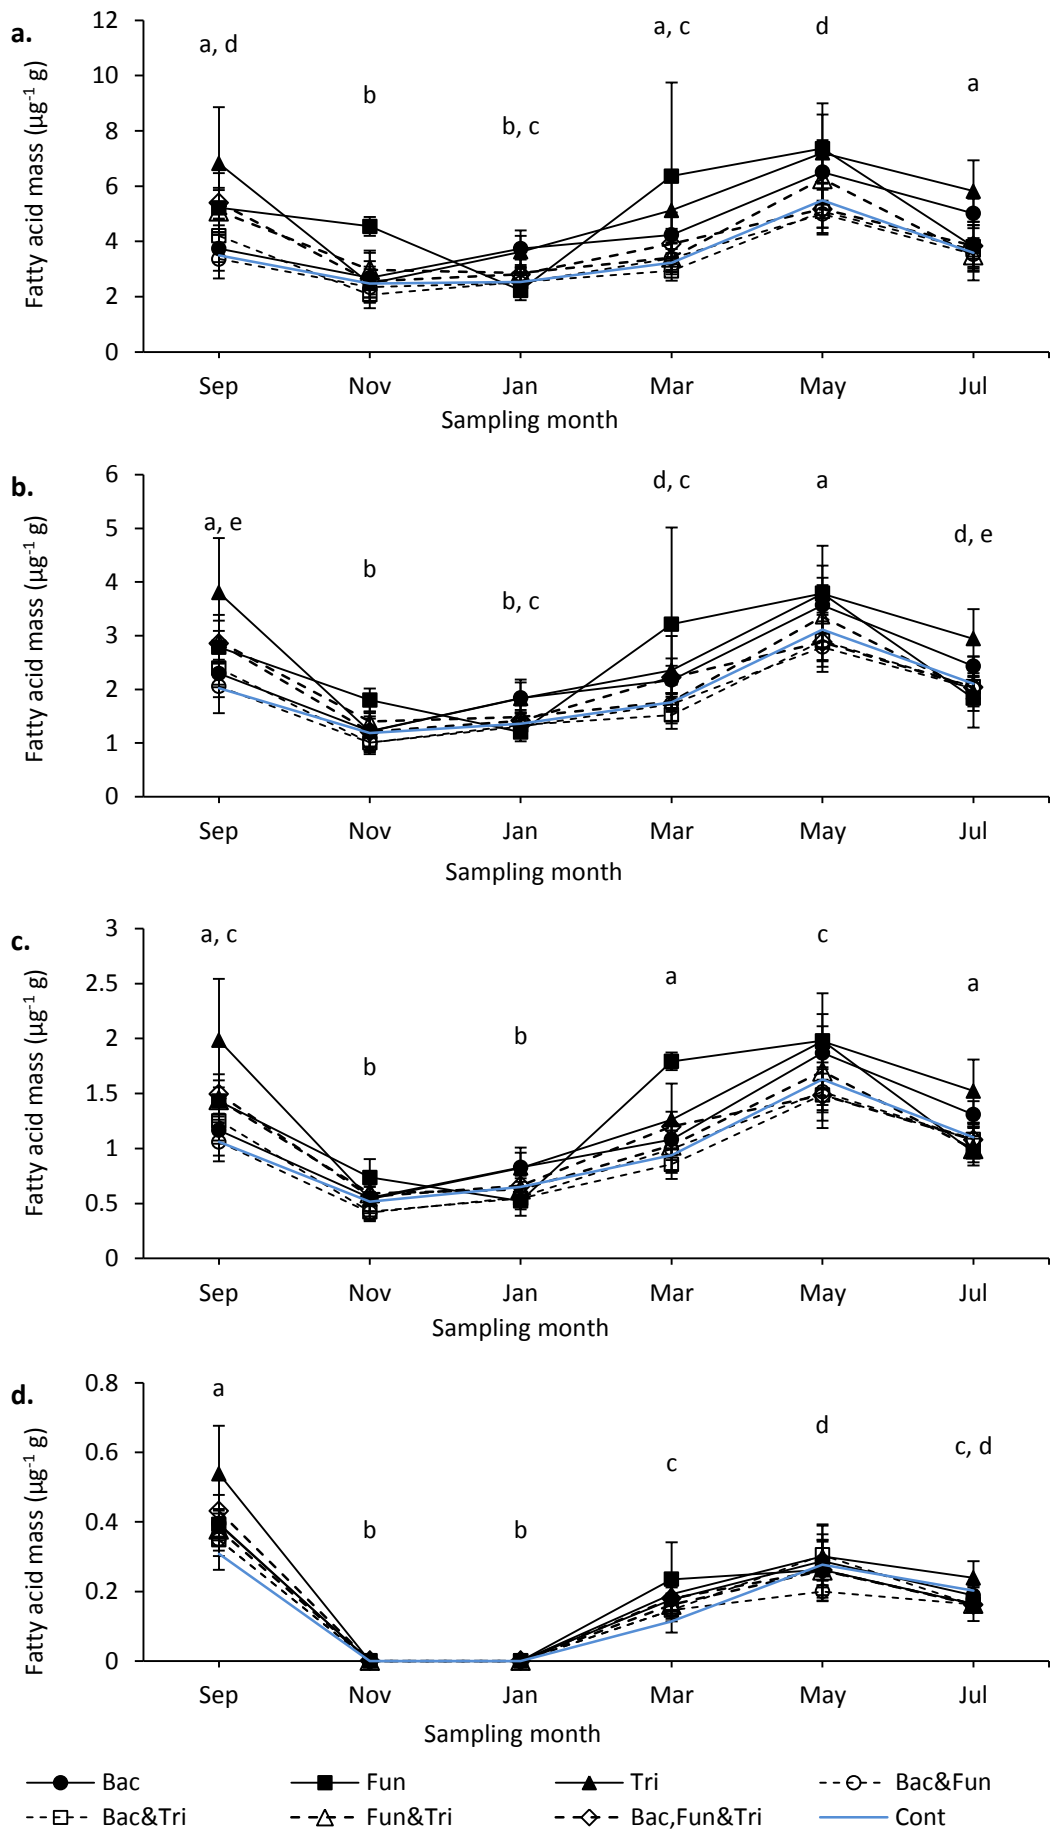 a.
Fatty acid mass (µg⁻¹ g)
12
10
8
6
4
2
0
a, d
b
b, c
a, c
d
a
Sep Nov Jan Mar May Jul
Sampling month
b.
Fatty acid mass (µg⁻¹ g)
6
5
4
3
2
1
0
a, e
b
b, c
d, c
a
d, e
Sep Nov Jan Mar May Jul
Sampling month
c.
Fatty acid mass (µg⁻¹ g)
3
2.5
2
1.5
1
0.5
0
a, c
b
b
a
c
a
Sep Nov Jan Mar May Jul
Sampling month
d.
Fatty acid mass (µg⁻¹ g)
0.8
0.6
0.4
0.2
0
a
b
b
c
d
c, d
Sep Nov Jan Mar May Jul
Sampling month
Bac Fun Tri Bac&Fun
Bac&Tri Fun&Tri Bac,Fun&Tri Cont